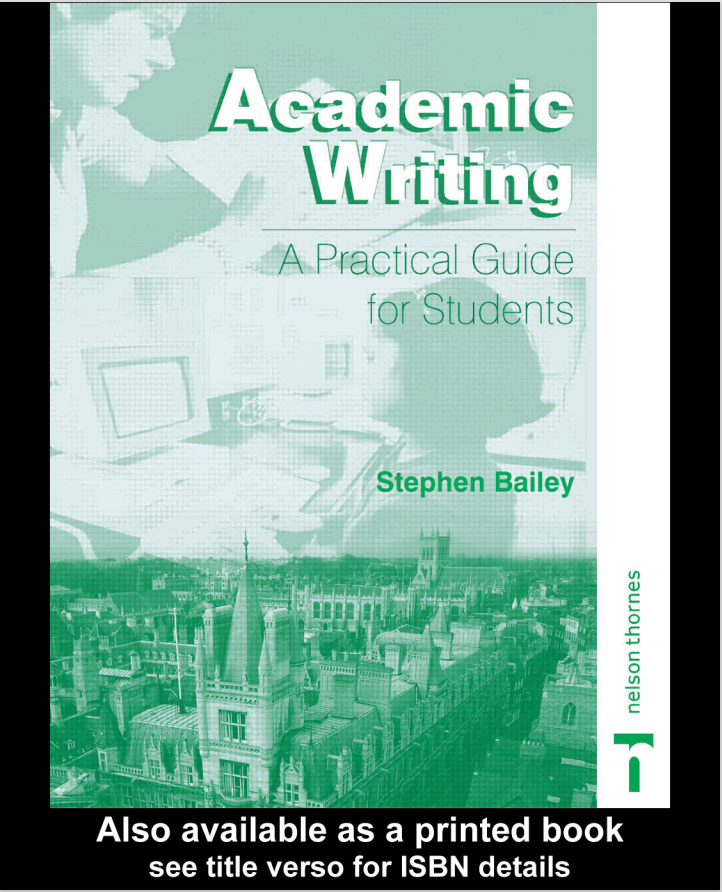 Academic
Writing
A Practical Guide
for Students
Stephen Bailey
nelson thornes
Also available as a printed book
see title verso for ISBN details